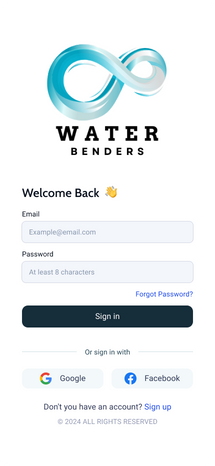 WATER
BENDERS
Welcome Back 👋
Email
Example@email.com
Password
At least 8 characters
Forgot Password?
Sign in
Or sign in with
Google
Facebook
Don't you have an account? Sign up
© 2024 ALL RIGHTS RESERVED